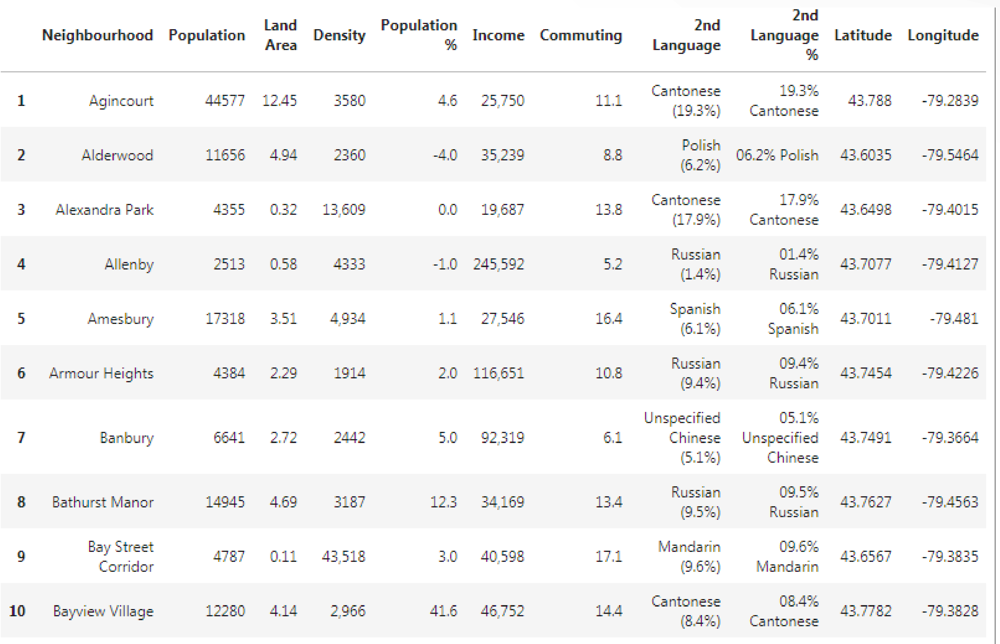 Neighbourhood Population Land Area Density Population % Income Commuting 2nd Language 2nd Language % Latitude Longitude
1 Agincourt 44577 12.45 3580 4.6 25,750 11.1 Cantonese (19.3%) 19.3% Cantonese 43.788 -79.2839
2 Alderwood 11656 4.94 2360 -4.0 35,239 8.8 Polish (6.2%) 06.2% Polish 43.6035 -79.5464
3 Alexandra Park 4355 0.32 13,609 0.0 19,687 13.8 Cantonese (17.9%) 17.9% Cantonese 43.6498 -79.4015
4 Allenby 2513 0.58 4333 -1.0 245,592 5.2 Russian (1.4%) 01.4% Russian 43.7077 -79.4127
5 Amesbury 17318 3.51 4,934 1.1 27,546 16.4 Spanish (6.1%) 06.1% Spanish 43.7011 -79.481
6 Armour Heights 4384 2.29 1914 2.0 116,651 10.8 Russian (9.4%) 09.4% Russian 43.7454 -79.4226
7 Banbury 6641 2.72 2442 5.0 92,319 6.1 Unspecified Chinese (5.1%) 05.1% Unspecified Chinese 43.7491 -79.3664
8 Bathurst Manor 14945 4.69 3187 12.3 34,169 13.4 Russian (9.5%) 09.5% Russian 43.7627 -79.4563
9 Bay Street Corridor 4787 0.11 43,518 3.0 40,598 17.1 Mandarin (9.6%) 09.6% Mandarin 43.6567 -79.3835
10 Bayview Village 12280 4.14 2,966 41.6 46,752 14.4 Cantonese (8.4%) 08.4% Cantonese 43.7782 -79.3828